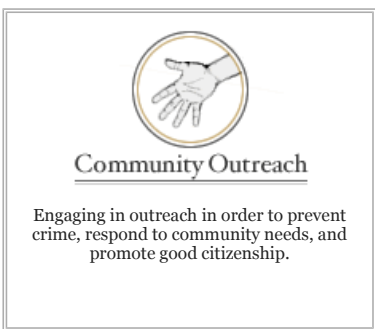 Community Outreach
Engaging in outreach in order to prevent
crime, respond to community needs, and
promote good citizenship.